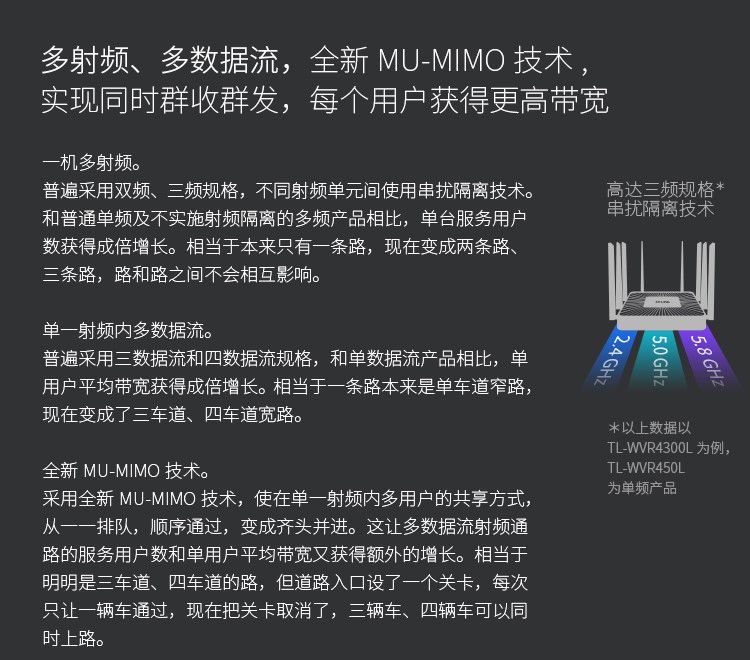 多射频、多数据流，全新 MU-MIMO 技术，
实现同时群收群发，每个用户获得更高带宽
一机多射频。
普遍采用双频、三频规格，不同射频单元间使用串扰隔离技术。
和普通单频及不实施射频隔离的多频产品相比，单台服务用户
数获得成倍增长。相当于本来只有一条路，现在变成两条路、
三条路，路和路之间不会相互影响。
单一射频内多数据流。
普遍采用三数据流和四数据流规格，和单数据流产品相比，单
用户平均带宽获得成倍增长。相当于一条路本来是单车道窄路，
现在变成了三车道、四车道宽路。
全新 MU-MIMO 技术。
采用全新 MU-MIMO 技术，使在单一射频内多用户的共享方式，
从一一排队，顺序通过，变成齐头并进。这让多数据流射频通
路的服务用户数和单用户平均带宽又获得额外的增长。相当于
明明是三车道、四车道的路，但道路入口设了一个关卡，每次
只让一辆车通过，现在把关卡取消了，三辆车、四辆车可以同
时上路。
高达三频规格*
串扰隔离技术
2.4 GHz
5.0 GHz
5.8 GHz
＊以上数据以
TL-WVR4300L 为例，
TL-WVR450L
为单频产品